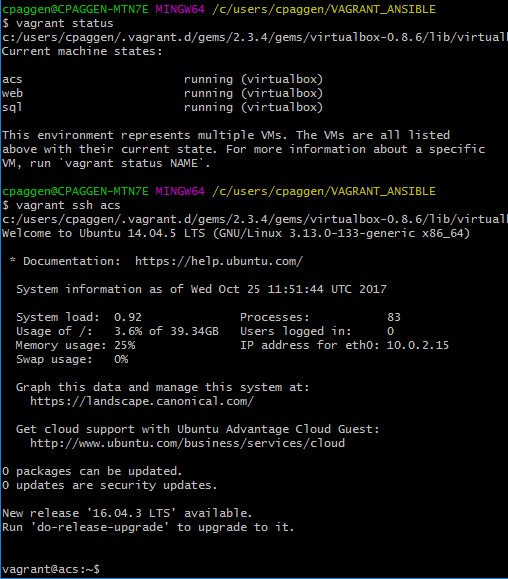 cpaggen@CPAGGEN-MTN7E MINGW64 /c/users/cpaggen/VAGRANT_ANSIBLE
$ vagrant status
c:/users/cpaggen/.vagrant.d/gems/2.3.4/gems/virtualbox-0.8.6/lib/virtual
Current machine states:
acs running (virtualbox)
web running (virtualbox)
sql running (virtualbox)
This environment represents multiple VMs. The VMs are all listed
above with their current state. For more information about a specific
VM, run `vagrant status NAME`.
cpaggen@CPAGGEN-MTN7E MINGW64 /c/users/cpaggen/VAGRANT_ANSIBLE
$ vagrant ssh acs
c:/users/cpaggen/.vagrant.d/gems/2.3.4/gems/virtualbox-0.8.6/lib/virtual
Welcome to Ubuntu 14.04.5 LTS (GNU/Linux 3.13.0-133-generic x86_64)
* Documentation: https://help.ubuntu.com/
System information as of Wed Oct 25 11:51:44 UTC 2017
System load: 0.92 Processes: 83
Usage of /: 3.6% of 39.34GB Users logged in: 0
Memory usage: 25% IP address for eth0: 10.0.2.15
Swap usage: 0%
Graph this data and manage this system at:
https://landscape.canonical.com/
Get cloud support with Ubuntu Advantage Cloud Guest:
http://www.ubuntu.com/business/services/cloud
0 packages can be updated.
0 updates are security updates.
New release '16.04.3 LTS' available.
Run 'do-release-upgrade' to upgrade to it.
vagrant@acs:~$